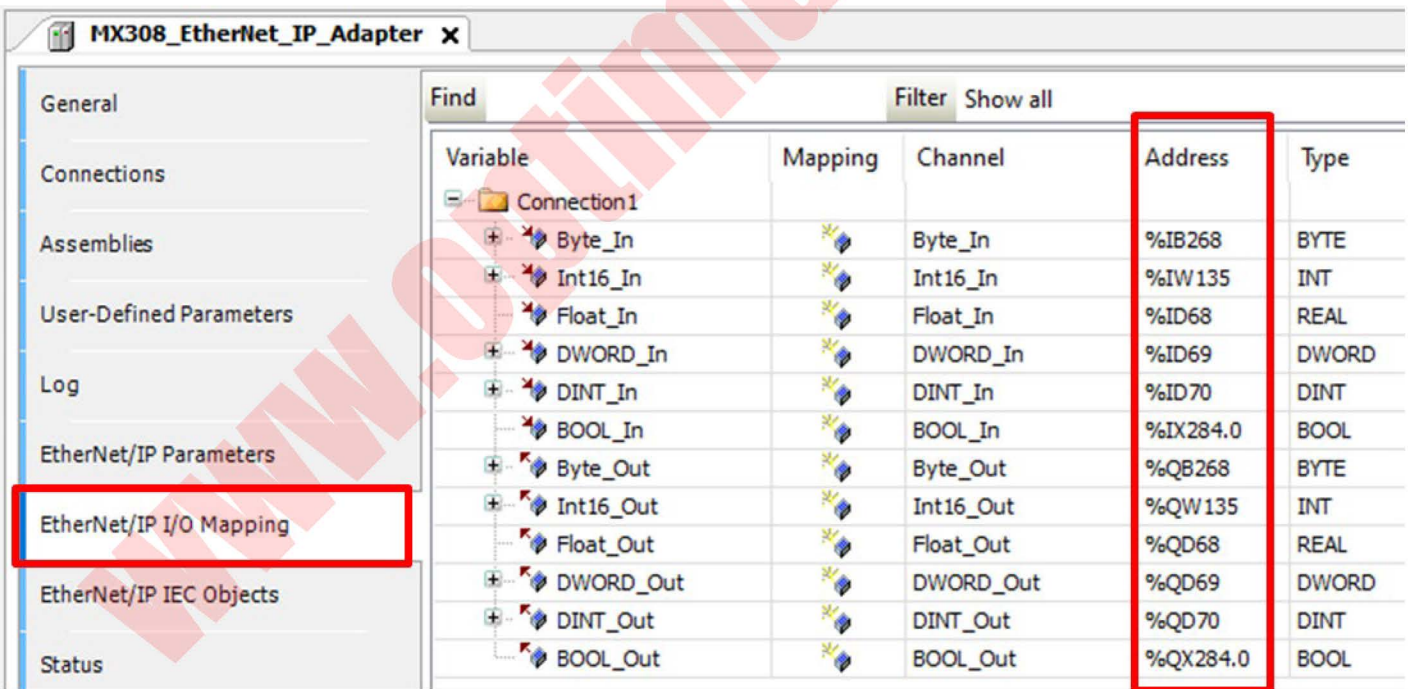 MX308_EtherNet_IP_Adapter X
General
Connections
Assemblies
User-Defined Parameters
Log
EtherNet/IP Parameters
EtherNet/IP I/O Mapping
EtherNet/IP IEC Objects
Status
Find Filter Show all
Variable Mapping Channel Address Type
Connection1
Byte_In Byte_In %IB268 BYTE
Int16_In Int16_In %IW135 INT
Float_In Float_In %ID68 REAL
DWORD_In DWORD_In %ID69 DWORD
DINT_In DINT_In %ID70 DINT
BOOL_In BOOL_In %IX284.0 BOOL
Byte_Out Byte_Out %QB268 BYTE
Int16_Out Int16_Out %QW135 INT
Float_Out Float_Out %QD68 REAL
DWORD_Out DWORD_Out %QD69 DWORD
DINT_Out DINT_Out %QD70 DINT
BOOL_Out BOOL_Out %QX284.0 BOOL